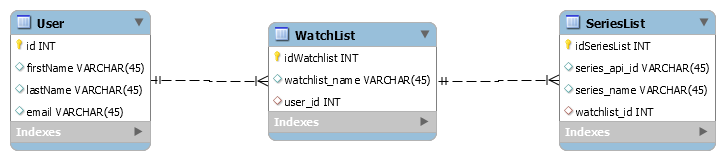 User
id INT
firstName VARCHAR(45)
lastName VARCHAR(45)
email VARCHAR(45)
Indexes
WatchList
idWatchlist INT
watchlist_name VARCHAR(45)
user_id INT
Indexes
SeriesList
idSeriesList INT
series_api_id VARCHAR(45)
series_name VARCHAR(45)
watchlist_id INT
Indexes